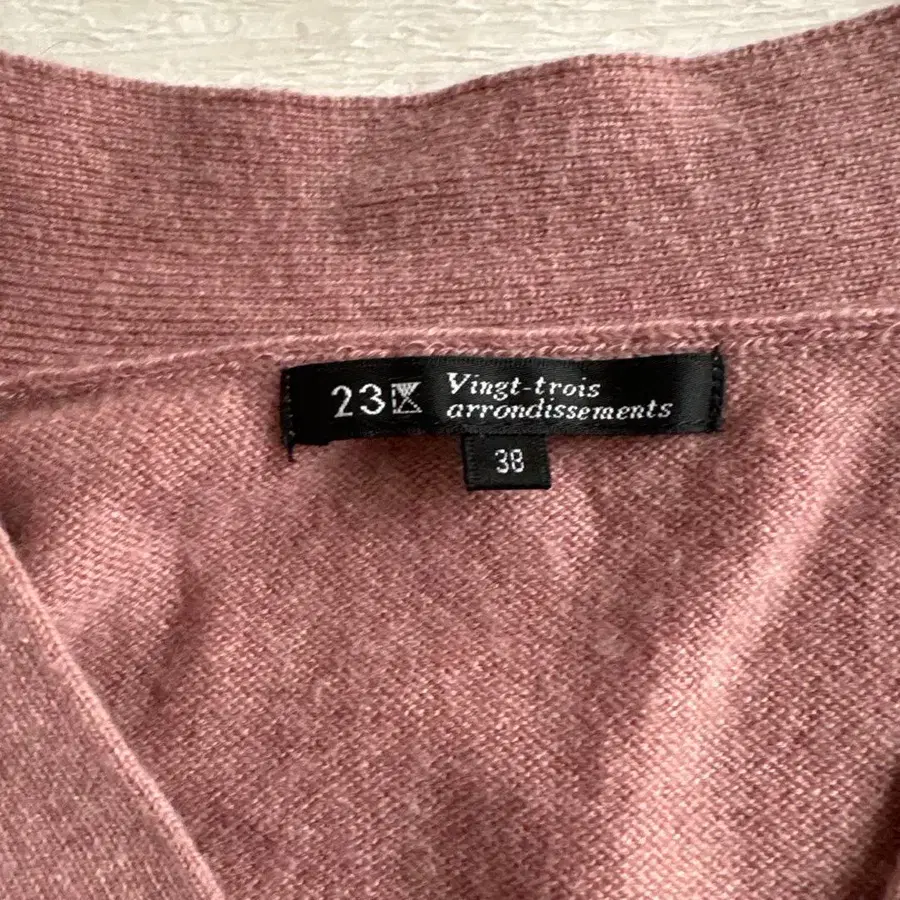 23区 Vingt-trois
arrondissements
38